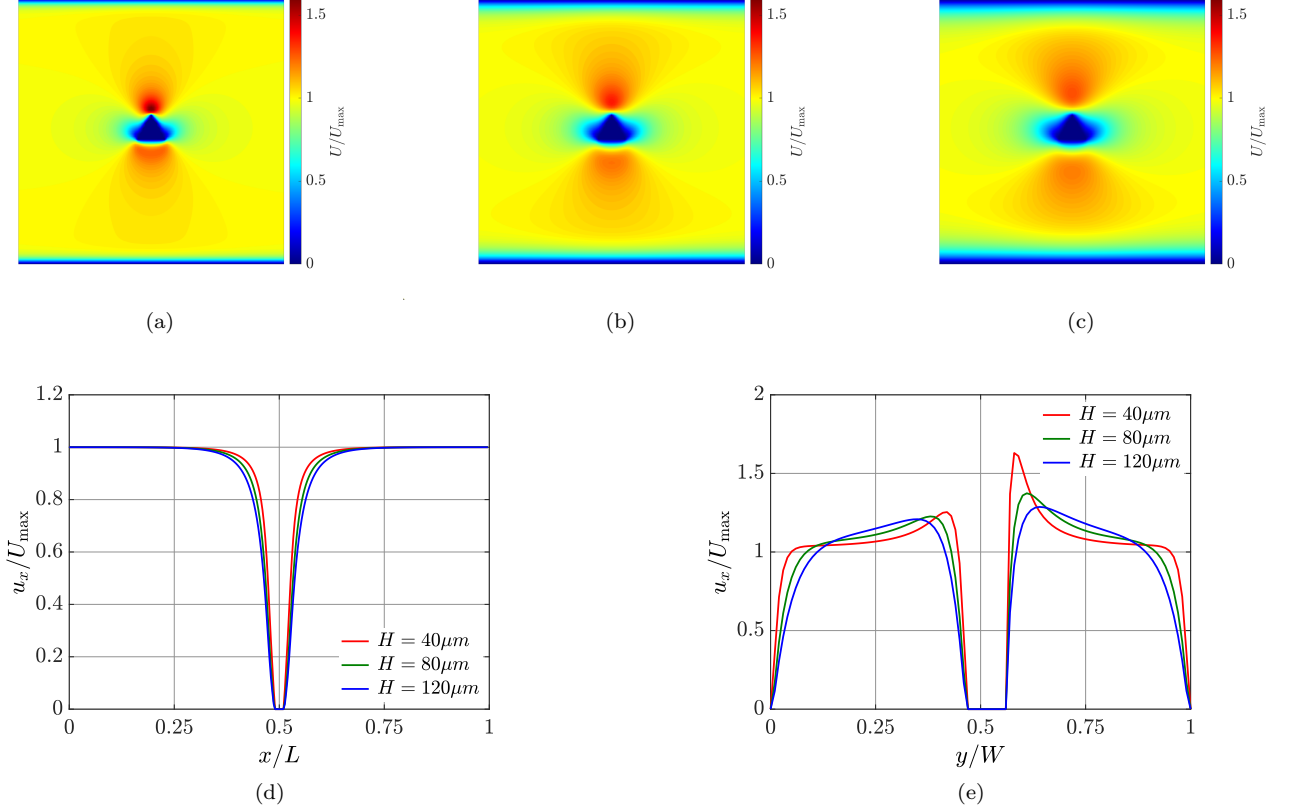 1.5
1
0.5
0
U/U_max
1.5
1
0.5
0
U/U_max
1.5
1
0.5
0
U/U_max
(a)
(b)
(c)
1.2
1
0.8
0.6
0.4
0.2
0
u_x/U_max
H = 40μm
H = 80μm
H = 120μm
0 0.25 0.5 0.75 1
x/L
(d)
2
1.5
1
0.5
0
u_x/U_max
H = 40μm
H = 80μm
H = 120μm
0 0.25 0.5 0.75 1
y/W
(e)